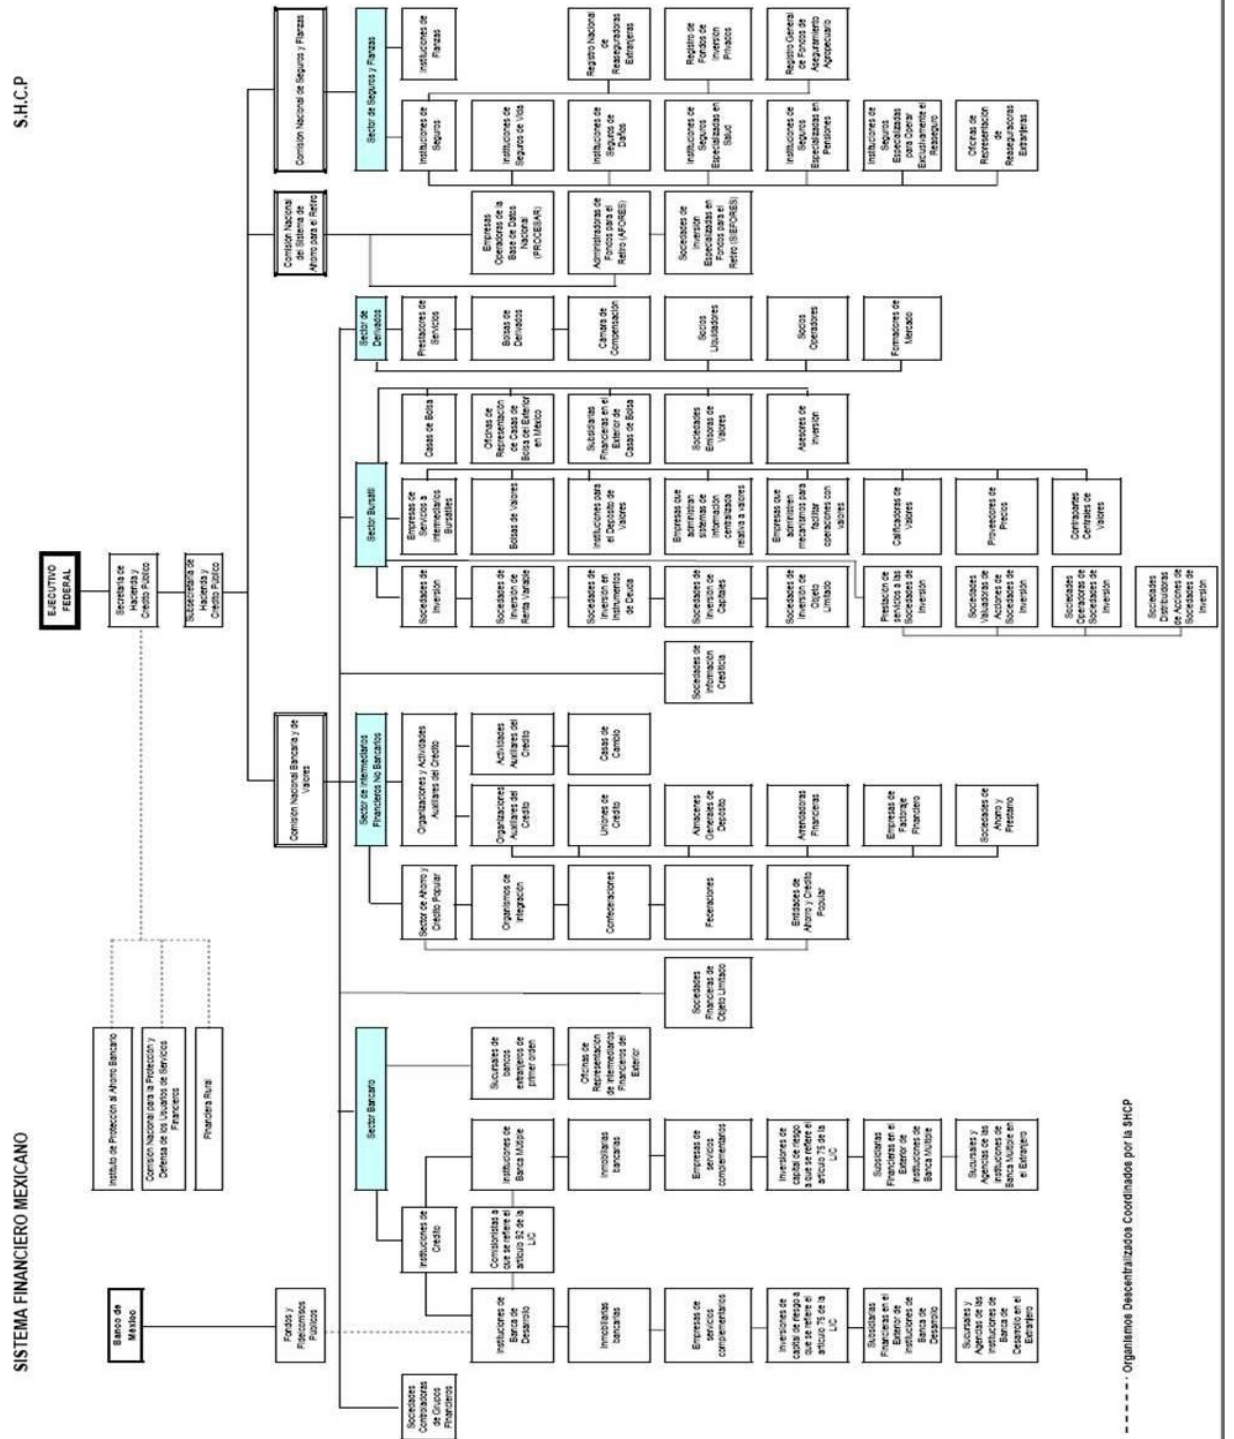 SISTEMA FINANCIERO MEXICANO
S.H.C.P
EJECUTIVO
FEDERAL
Banco de
México
Instituto de Protección al Ahorro Bancario
Comisión Nacional para la Protección y
Defensa de los Usuarios de Servicios
Financieros
Financiera Rural
Secretaría de
Hacienda y
Crédito Público
Subsecretaría de
Hacienda y
Crédito Público
Fondos y
Fideicomisos
Públicos
Comisión Nacional Bancaria y de
Valores
Comisión Nacional
del Sistema de
Ahorro para el Retiro
Comisión Nacional de Seguros y Fianzas
Sector Bancario
Sector de Intermediarios
Financieros No Bancarios
Sector Bursátil
Sector de
Derivados
Sector de Seguros y Fianzas
Sociedades
Controladoras
de Grupos
Financieros
Instituciones de
Crédito
Sector de Ahorro y
Crédito Popular
Organizaciones y Actividades
Auxiliares del Crédito
Sociedades de
Inversión
Empresas de
Servicios a
Intermediarios
Bursátiles
Casas de Bolsa
Prestadores de
Servicios
Instituciones de
Seguros
Instituciones de
Fianzas
Instituciones de
Banca de
Desarrollo
Comisionistas a
que se refiere el
artículo 92 de la
LIC
Instituciones de
Banca Múltiple
Sucursales de
bancos
extranjeros de
primer orden
Organismos de
Integración
Organizaciones
Auxiliares del
Crédito
Actividades
Auxiliares del
Crédito
Sociedades de
Inversión de
Renta Variable
Bolsas de Valores
Oficinas de
Representación
de Casas de
Bolsa del Exterior
en México
Bolsas de
Derivados
Empresas
Operadoras de la
Base de Datos
Nacional
(PROCESAR)
Instituciones de
Seguros de Vida
Inmobiliarias
bancarias
Inmobiliarias
bancarias
Oficinas de
Representación
de Intermediarios
Financieros del
Exterior
Confederaciones
Uniones de
Crédito
Casas de
Cambio
Sociedades de
Inversión en
Instrumentos
de Deuda
Instituciones para
el Depósito de
Valores
Subsidiarias
Financieras en el
Exterior de
Casas de Bolsa
Cámara de
Compensación
Administradoras de
Fondos para el
Retiro (AFORES)
Instituciones de
Seguros de
Daños
Registro Nacional
de
Reaseguradoras
Extranjeras
Empresas de
servicios
complementarios
Empresas de
servicios
complementarios
Sociedades
Financieras de
Objeto Limitado
Federaciones
Almacenes
Generales de
Depósito
Sociedades de
Información
Crediticia
Sociedades de
Inversión de
Capitales
Empresas que
administran
sistemas de
información
centralizada
relativa a valores
Sociedades
Emisoras de
Valores
Socios
Liquidadores
Sociedades de
Inversión
Especializadas en
Fondos para el
Retiro (SIEFORES)
Instituciones de
Seguros
Especializadas en
Salud
Registro de
Fondos de
Inversión
Privados
Inversiones de
capital de riesgo a
que se refiere el
artículo 75 de la
LIC
Inversiones de
capital de riesgo
a que se refiere el
artículo 75 de la
LIC
Entidades de
Ahorro y Crédito
Popular
Arrendadoras
Financieras
Sociedades de
Inversión de
Objeto
Limitado
Empresas que
administren
mecanismos para
facilitar
operaciones con
valores
Asesores de
Inversión
Socios
Operadores
Instituciones de
Seguros
Especializadas en
Pensiones
Registro General
de Fondos de
Aseguramiento
Agropecuario
Subsidiarias
Financieras en el
Exterior de
Instituciones de
Banca de
Desarrollo
Subsidiarias
Financieras en el
Exterior de
Instituciones de
Banca Múltiple
Empresas de
Factoraje
Financiero
Prestación de
servicios a las
Sociedades de
Inversión
Calificadoras de
Valores
Formadores de
Mercado
Instituciones de
Seguros
Especializadas
para Operar
Exclusivamente el
Reaseguro
Sucursales y
Agencias de las
Instituciones de
Banca de
Desarrollo en el
Extranjero
Sucursales y
Agencias de las
Instituciones de
Banca Múltiple en
el Extranjero
Sociedades de
Ahorro y
Préstamo
Sociedades
Valuadoras de
Acciones de
Sociedades de
Inversión
Proveedores de
Precios
Oficinas de
Representación
de
Reaseguradoras
Extranjeras
Sociedades
Operadoras de
Sociedades de
Inversión
Contrapartes
Centrales de
Valores
Sociedades
Distribuidoras
de Acciones de
Sociedades de
Inversión
- - - - - · Organismos Descentralizados Coordinados por la SHCP